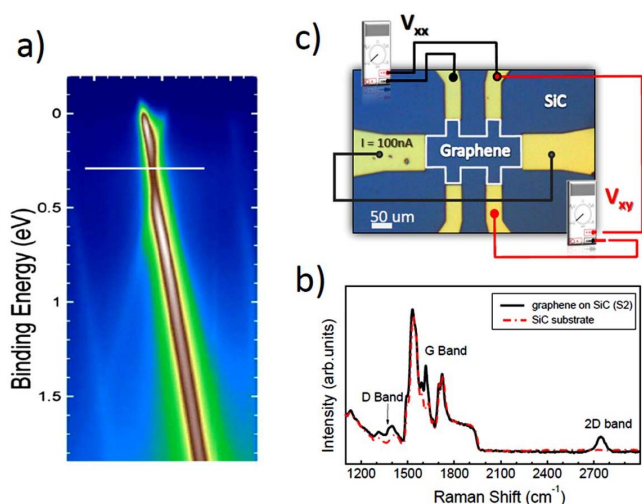 a)
Binding Energy (eV)
0
0.5
1
1.5
c)
Vxx
SiC
I = 100nA
Graphene
50 um
Vxy
b)
graphene on SiC (S2)
SiC substrate
G Band
D Band
2D band
Intensity (arb.units)
1200 1500 1800 2100 2400 2700
Raman Shift (cm-1)